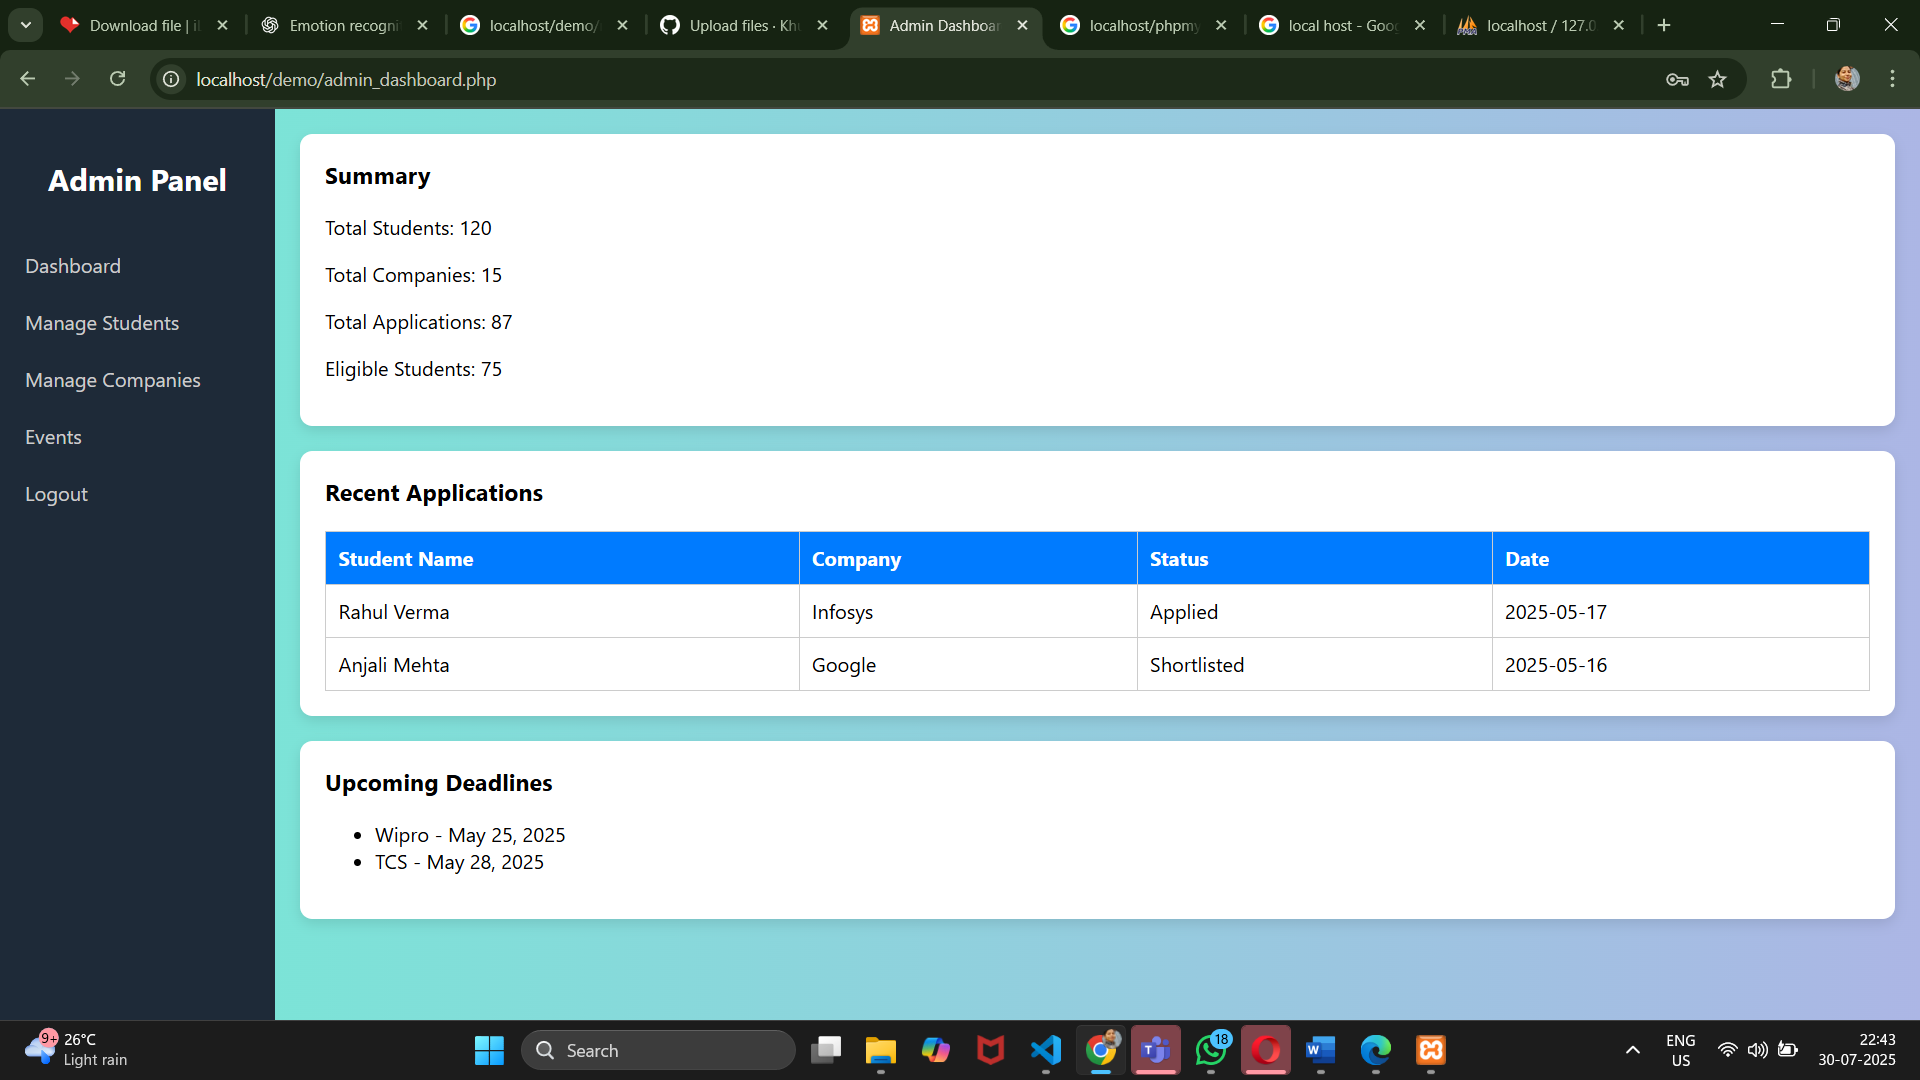 Download file | il
Emotion recogni
localhost/demo/
Upload files · Kh
Admin Dashboar
localhost/phpmy
local host - Goo
localhost / 127.0
localhost/demo/admin_dashboard.php
Admin Panel
Dashboard
Manage Students
Manage Companies
Events
Logout
Summary
Total Students: 120
Total Companies: 15
Total Applications: 87
Eligible Students: 75
Recent Applications
Student Name Company Status Date
Rahul Verma Infosys Applied 2025-05-17
Anjali Mehta Google Shortlisted 2025-05-16
Upcoming Deadlines
• Wipro - May 25, 2025
• TCS - May 28, 2025
9+
26°C
Light rain
Search
18
ENG
US
22:43
30-07-2025